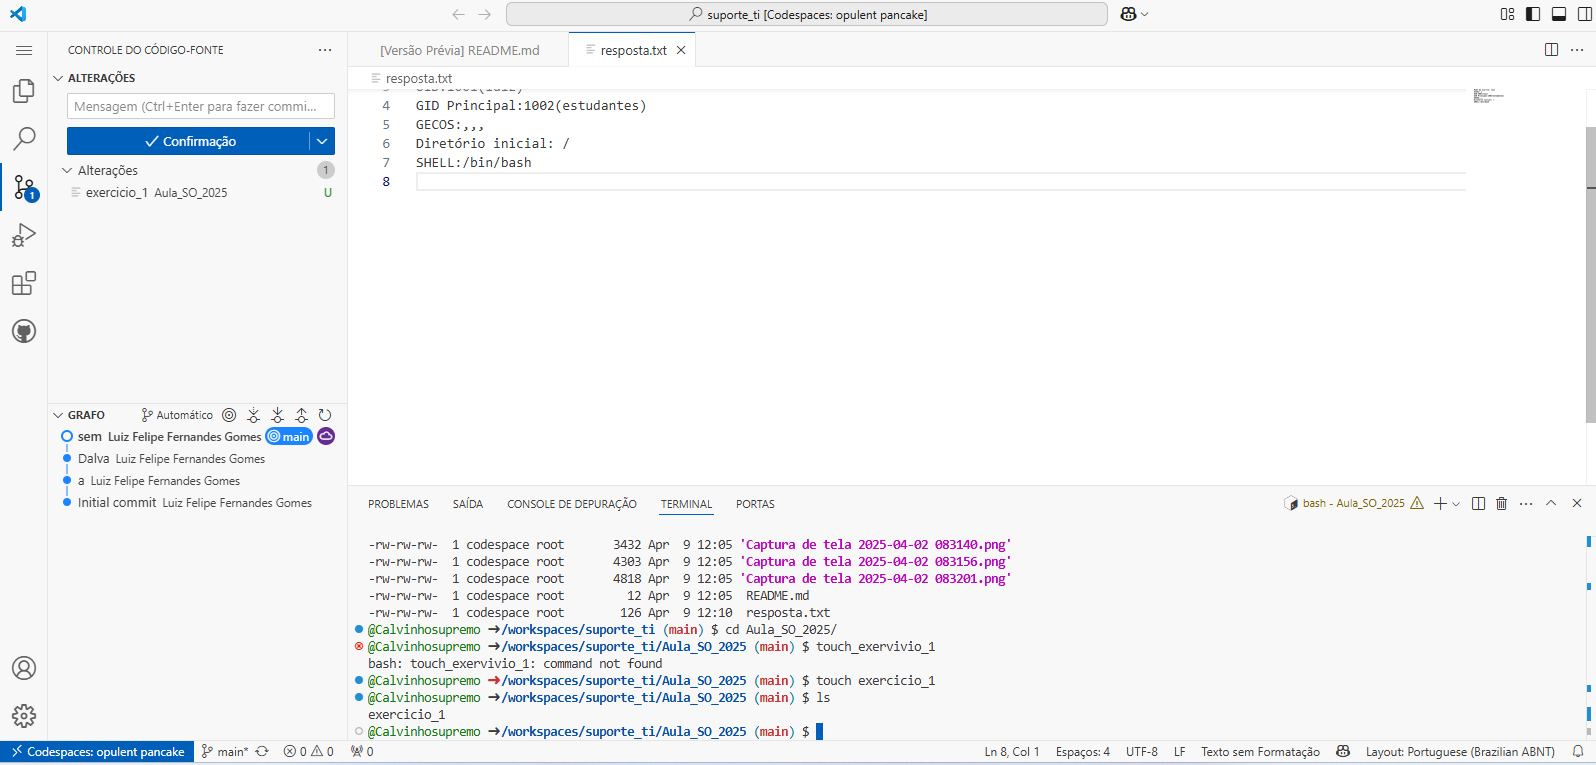 suporte_ti [Codespaces: opulent pancake]
CONTROLE DO CÓDIGO-FONTE
ALTERAÇÕES
Mensagem (Ctrl+Enter para fazer commi...
Confirmação
Alterações 1
exercicio_1 Aula_SO_2025 U
1
GRAFO Automático
sem Luiz Felipe Fernandes Gomes main
Dalva Luiz Felipe Fernandes Gomes
a Luiz Felipe Fernandes Gomes
Initial commit Luiz Felipe Fernandes Gomes
[Versão Prévia] README.md
resposta.txt
resposta.txt
4 GID Principal:1002(estudantes)
5 GECOS:,,,
6 Diretório inicial: /
7 SHELL:/bin/bash
8
PROBLEMAS SAÍDA CONSOLE DE DEPURAÇÃO TERMINAL PORTAS
bash - Aula_SO_2025
-rw-rw-rw- 1 codespace root 3432 Apr 9 12:05 'Captura de tela 2025-04-02 083140.png'
-rw-rw-rw- 1 codespace root 4303 Apr 9 12:05 'Captura de tela 2025-04-02 083156.png'
-rw-rw-rw- 1 codespace root 4818 Apr 9 12:05 'Captura de tela 2025-04-02 083201.png'
-rw-rw-rw- 1 codespace root 12 Apr 9 12:05 README.md
-rw-rw-rw- 1 codespace root 126 Apr 9 12:10 resposta.txt
@Calvinhosupremo ➜/workspaces/suporte_ti (main) $ cd Aula_SO_2025/
@Calvinhosupremo ➜/workspaces/suporte_ti/Aula_SO_2025 (main) $ touch_exervivio_1
bash: touch_exervivio_1: command not found
@Calvinhosupremo ➜/workspaces/suporte_ti/Aula_SO_2025 (main) $ touch exercicio_1
@Calvinhosupremo ➜/workspaces/suporte_ti/Aula_SO_2025 (main) $ ls
exercicio_1
@Calvinhosupremo ➜/workspaces/suporte_ti/Aula_SO_2025 (main) $
Codespaces: opulent pancake main* 0 0 0
Ln 8, Col 1 Espaços: 4 UTF-8 LF Texto sem Formatação Layout: Portuguese (Brazilian ABNT)